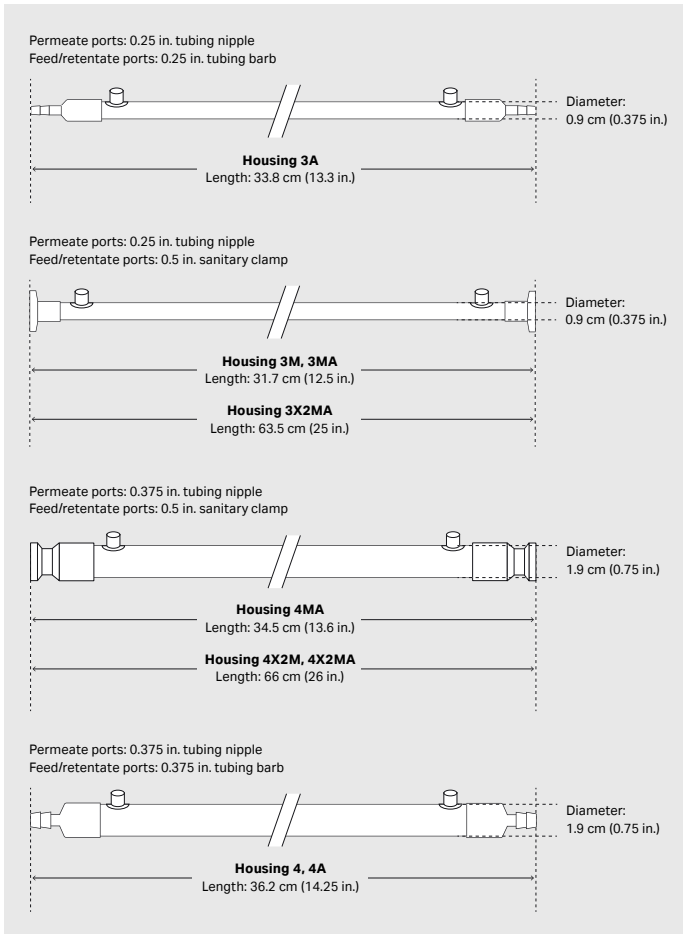 Permeate ports: 0.25 in. tubing nipple
Feed/retentate ports: 0.25 in. tubing barb
Diameter:
0.9 cm (0.375 in.)
Housing 3A
Length: 33.8 cm (13.3 in.)
Permeate ports: 0.25 in. tubing nipple
Feed/retentate ports: 0.5 in. sanitary clamp
Diameter:
0.9 cm (0.375 in.)
Housing 3M, 3MA
Length: 31.7 cm (12.5 in.)
Housing 3X2MA
Length: 63.5 cm (25 in.)
Permeate ports: 0.375 in. tubing nipple
Feed/retentate ports: 0.5 in. sanitary clamp
Diameter:
1.9 cm (0.75 in.)
Housing 4MA
Length: 34.5 cm (13.6 in.)
Housing 4X2M, 4X2MA
Length: 66 cm (26 in.)
Permeate ports: 0.375 in. tubing nipple
Feed/retentate ports: 0.375 in. tubing barb
Diameter:
1.9 cm (0.75 in.)
Housing 4, 4A
Length: 36.2 cm (14.25 in.)